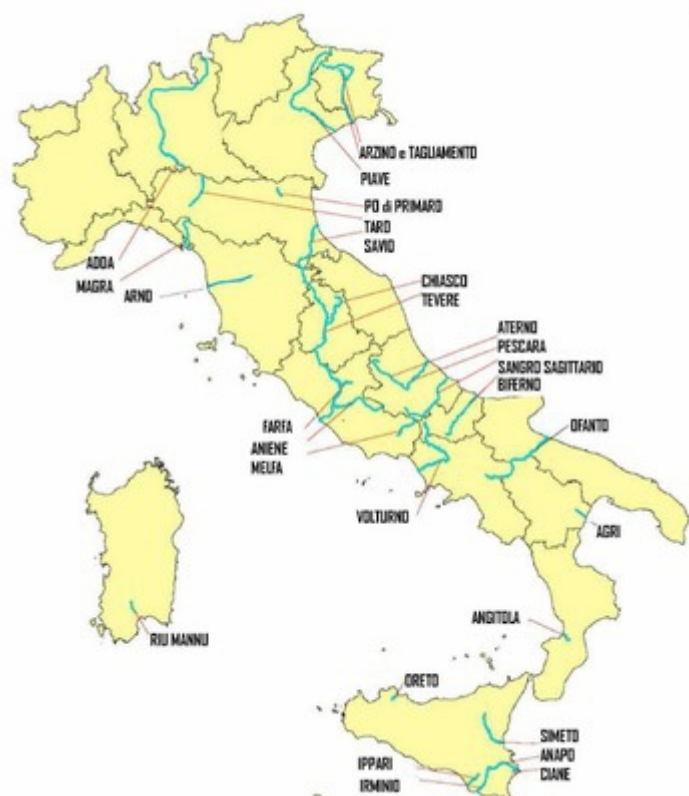 ARZINO e TAGLIAMENTO
PIAVE
PO di PRIMARO
TARO
SAVIO
ADDA
MAGRA
ARNO
CHIASCO
TEVERE
ATERNO
PESCARA
SANGRO SAGITTARIO
BIFERNO
FARFA
ANIENE
MELFA
OFANTO
VOLTURNO
AGRI
ANGITOLA
RIU MANNU
ORETO
SIMETO
ANAPO
CIANE
IPPARI
IRMINIO